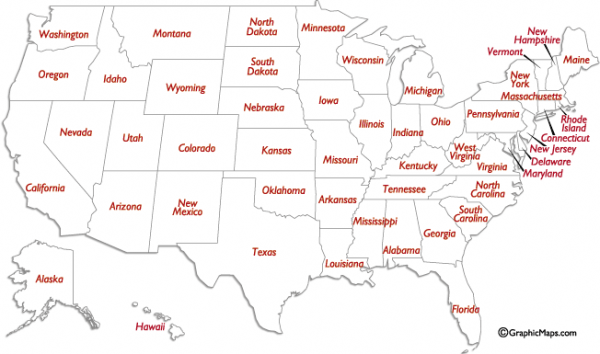 Washington
Montana
North
Dakota
Minnesota
New
Hampshire
Vermont
Maine
Oregon
Idaho
Wyoming
South
Dakota
Wisconsin
Michigan
New
York
Massachusetts
Rhode
Island
Connecticut
New Jersey
Delaware
Maryland
Nevada
Utah
Colorado
Nebraska
Kansas
Iowa
Missouri
Illinois
Indiana
Ohio
Pennsylvania
West
Virginia
Virginia
Kentucky
California
Arizona
New
Mexico
Oklahoma
Arkansas
Tennessee
North
Carolina
South
Carolina
Texas
Louisiana
Mississippi
Alabama
Georgia
Florida
Alaska
Hawaii
©GraphicMaps.com